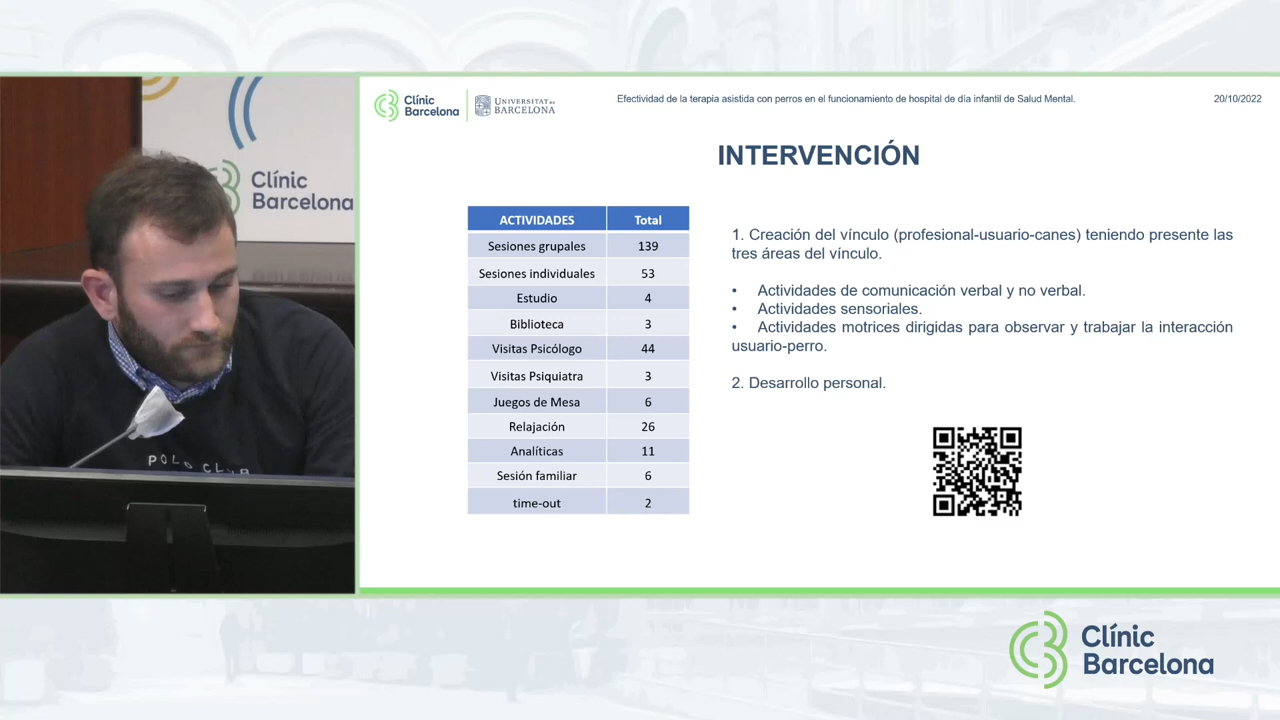 Clínic
Barcelona
POLO CLUB
Clínic
Barcelona
UNIVERSITAT DE
BARCELONA
Efectividad de la terapia asistida con perros en el funcionamiento de hospital de día infantil de Salud Mental.
20/10/2022
INTERVENCIÓN
ACTIVIDADES Total
Sesiones grupales 139
Sesiones individuales 53
Estudio 4
Biblioteca 3
Visitas Psicólogo 44
Visitas Psiquiatra 3
Juegos de Mesa 6
Relajación 26
Analíticas 11
Sesión familiar 6
time-out 2
1. Creación del vínculo (profesional-usuario-canes) teniendo presente las
tres áreas del vínculo.
• Actividades de comunicación verbal y no verbal.
• Actividades sensoriales.
• Actividades motrices dirigidas para observar y trabajar la interacción
usuario-perro.
2. Desarrollo personal.
Clínic
Barcelona